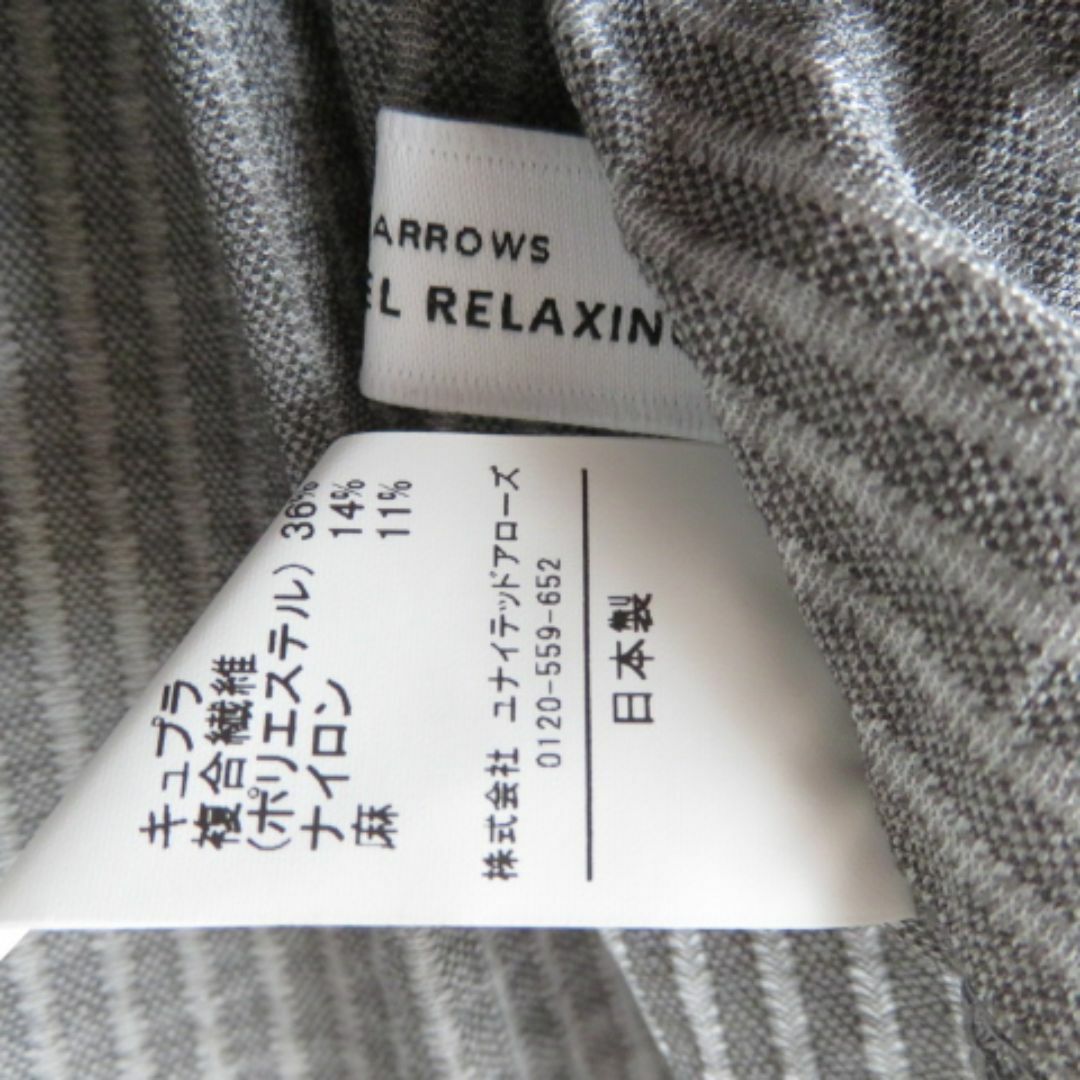 ARROWS
EL RELAXING
キュプラ
複合繊維
(ポリエステル) 36%
ナイロン 14%
麻 11%
株式会社 ユナイテッドアローズ
0120-559-652
日本製